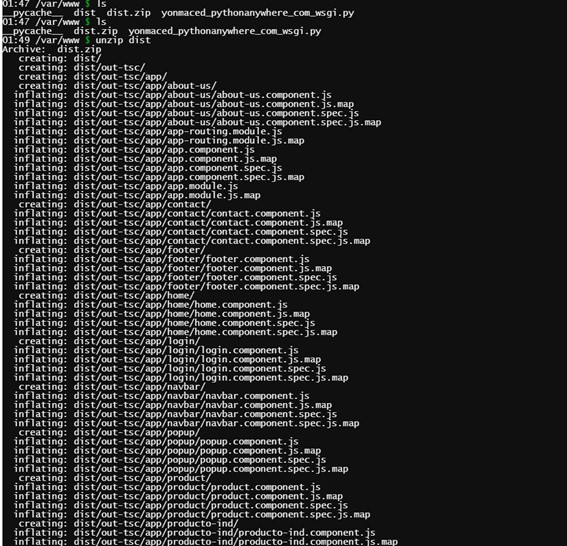 01:47 /var/www $ ls
__pycache__  dist  dist.zip  yonmaced_pythonanywhere_com_wsgi.py
01:47 /var/www $ ls
__pycache__  dist.zip  yonmaced_pythonanywhere_com_wsgi.py
01:49 /var/www $ unzip dist
Archive:  dist.zip
   creating: dist/
   creating: dist/out-tsc/
   creating: dist/out-tsc/app/
   creating: dist/out-tsc/app/about-us/
  inflating: dist/out-tsc/app/about-us/about-us.component.js
  inflating: dist/out-tsc/app/about-us/about-us.component.js.map
  inflating: dist/out-tsc/app/about-us/about-us.component.spec.js
  inflating: dist/out-tsc/app/about-us/about-us.component.spec.js.map
  inflating: dist/out-tsc/app/app-routing.module.js
  inflating: dist/out-tsc/app/app-routing.module.js.map
  inflating: dist/out-tsc/app/app.component.js
  inflating: dist/out-tsc/app/app.component.js.map
  inflating: dist/out-tsc/app/app.component.spec.js
  inflating: dist/out-tsc/app/app.component.spec.js.map
  inflating: dist/out-tsc/app/app.module.js
  inflating: dist/out-tsc/app/app.module.js.map
   creating: dist/out-tsc/app/contact/
  inflating: dist/out-tsc/app/contact/contact.component.js
  inflating: dist/out-tsc/app/contact/contact.component.js.map
  inflating: dist/out-tsc/app/contact/contact.component.spec.js
  inflating: dist/out-tsc/app/contact/contact.component.spec.js.map
   creating: dist/out-tsc/app/footer/
  inflating: dist/out-tsc/app/footer/footer.component.js
  inflating: dist/out-tsc/app/footer/footer.component.js.map
  inflating: dist/out-tsc/app/footer/footer.component.spec.js
  inflating: dist/out-tsc/app/footer/footer.component.spec.js.map
   creating: dist/out-tsc/app/home/
  inflating: dist/out-tsc/app/home/home.component.js
  inflating: dist/out-tsc/app/home/home.component.js.map
  inflating: dist/out-tsc/app/home/home.component.spec.js
  inflating: dist/out-tsc/app/home/home.component.spec.js.map
   creating: dist/out-tsc/app/login/
  inflating: dist/out-tsc/app/login/login.component.js
  inflating: dist/out-tsc/app/login/login.component.js.map
  inflating: dist/out-tsc/app/login/login.component.spec.js
  inflating: dist/out-tsc/app/login/login.component.spec.js.map
   creating: dist/out-tsc/app/navbar/
  inflating: dist/out-tsc/app/navbar/navbar.component.js
  inflating: dist/out-tsc/app/navbar/navbar.component.js.map
  inflating: dist/out-tsc/app/navbar/navbar.component.spec.js
  inflating: dist/out-tsc/app/navbar/navbar.component.spec.js.map
   creating: dist/out-tsc/app/popup/
  inflating: dist/out-tsc/app/popup/popup.component.js
  inflating: dist/out-tsc/app/popup/popup.component.js.map
  inflating: dist/out-tsc/app/popup/popup.component.spec.js
  inflating: dist/out-tsc/app/popup/popup.component.spec.js.map
   creating: dist/out-tsc/app/product/
  inflating: dist/out-tsc/app/product/product.component.js
  inflating: dist/out-tsc/app/product/product.component.js.map
  inflating: dist/out-tsc/app/product/product.component.spec.js
  inflating: dist/out-tsc/app/product/product.component.spec.js.map
   creating: dist/out-tsc/app/producto-ind/
  inflating: dist/out-tsc/app/producto-ind/producto-ind.component.js
  inflating: dist/out-tsc/app/producto-ind/producto-ind.component.js.map